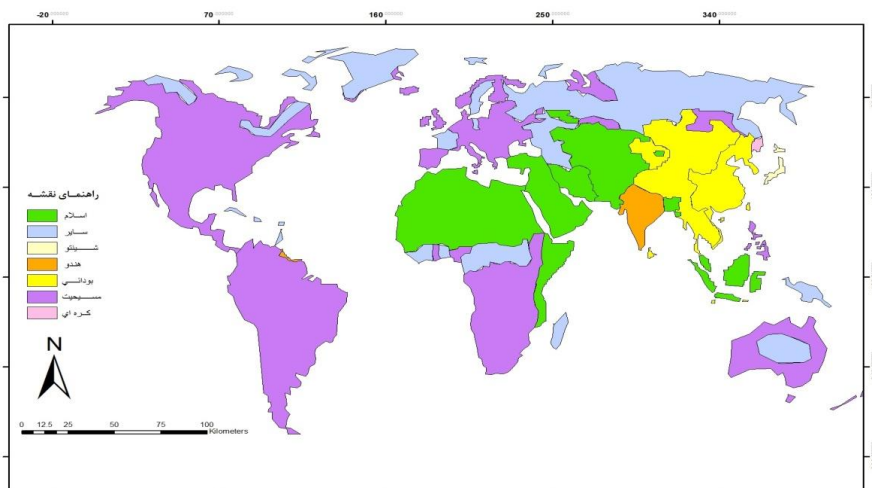 -20 70 160 250 340
راهنمای نقشه
اسلام
سایر
شینتو
هندو
بودائی
مسیحیت
کره اي
N
0 12.5 25 50 75 100
Kilometers